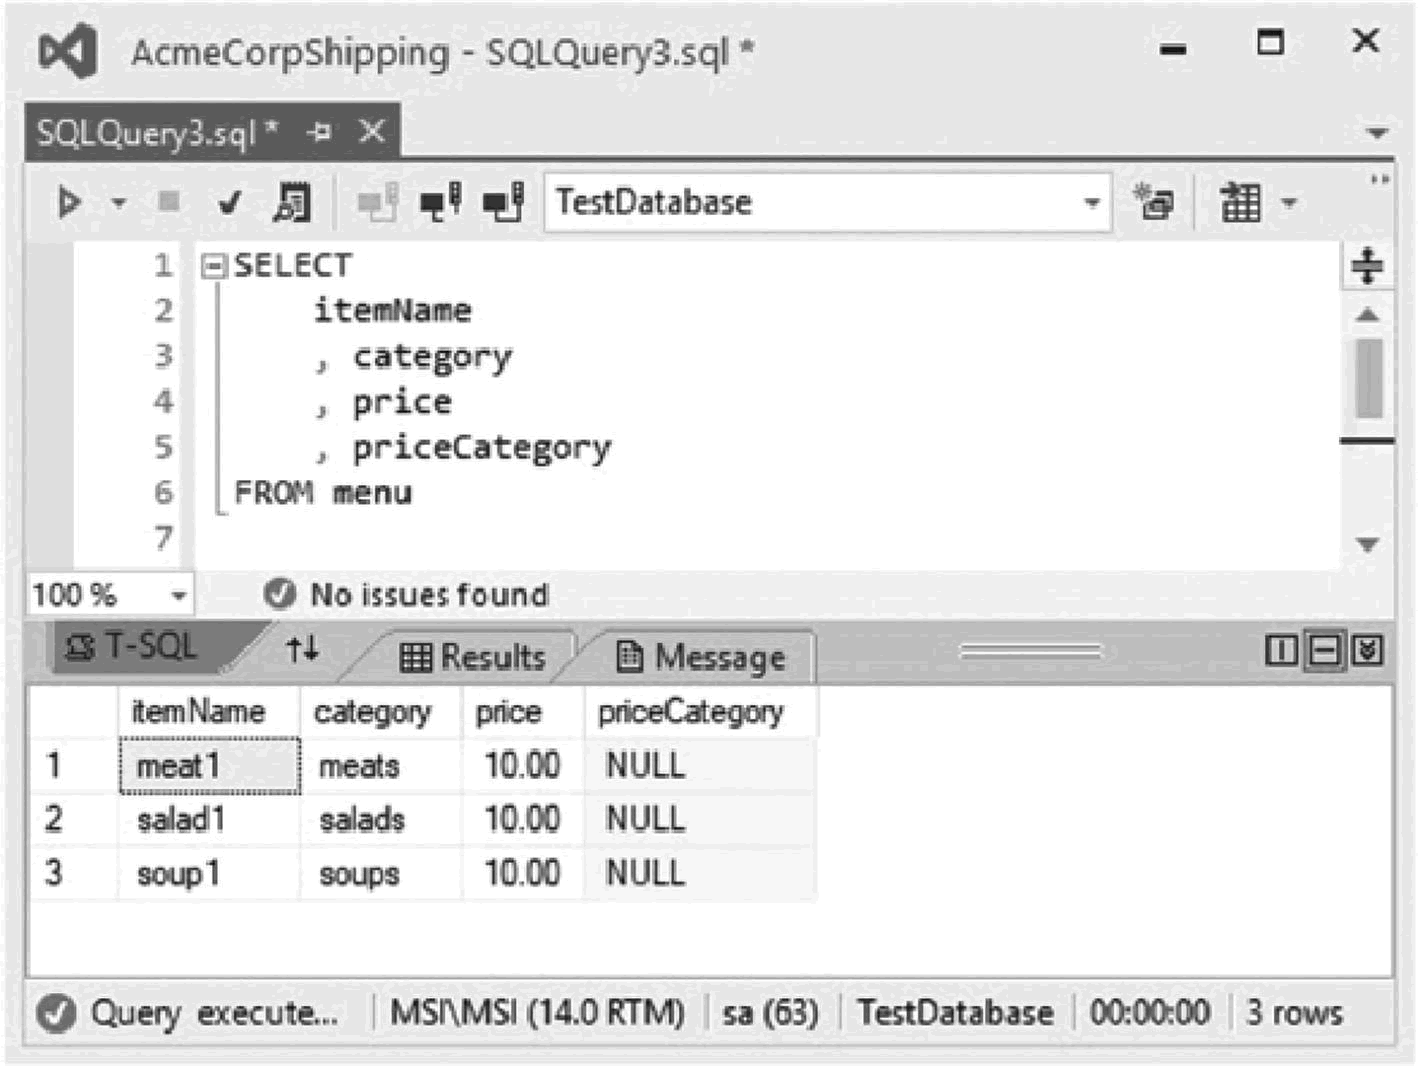 AcmeCorpShipping - SQLQuery3.sql *
SQLQuery3.sql *
TestDatabase
1 SELECT
2 itemName
3 , category
4 , price
5 , priceCategory
6 FROM menu
7
100 % No issues found
T-SQL Results Message
itemName category price priceCategory
1 meat1 meats 10.00 NULL
2 salad1 salads 10.00 NULL
3 soup1 soups 10.00 NULL
Query execute... MSI\MSI (14.0 RTM) sa (63) TestDatabase 00:00:00 3 rows